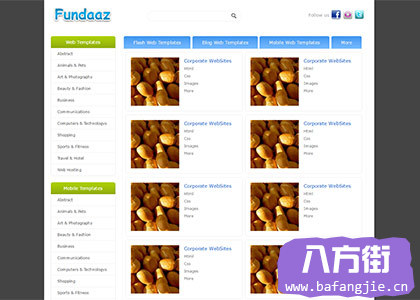 Fundaaz
Follow us
Web Templates
Flash Web Templates
Blog Web Templates
Mobile Web Templates
More
Abstract
Animals & Pets
Art & Photography
Beauty & Fashion
Business
Communications
Computers & Technology
Shopping
Sports & Fitness
Travel & Hotel
Web Hosting
Mobile Templates
Abstract
Animals & Pets
Art & Photography
Beauty & Fashion
Business
Communications
Computers & Technology
Shopping
Sports & Fitness
Corporate WebSites
Html
Css
Images
More
Corporate WebSites
Html
Css
Images
More
Corporate WebSites
Html
Css
Images
More
Corporate WebSites
Html
Css
Images
More
Corporate WebSites
Html
Css
Images
More
Corporate WebSites
Html
Css
Images
More
Corporate WebSites
Html
Css
Images
More
Corporate WebSites
八方街
www.bafangjie.cn